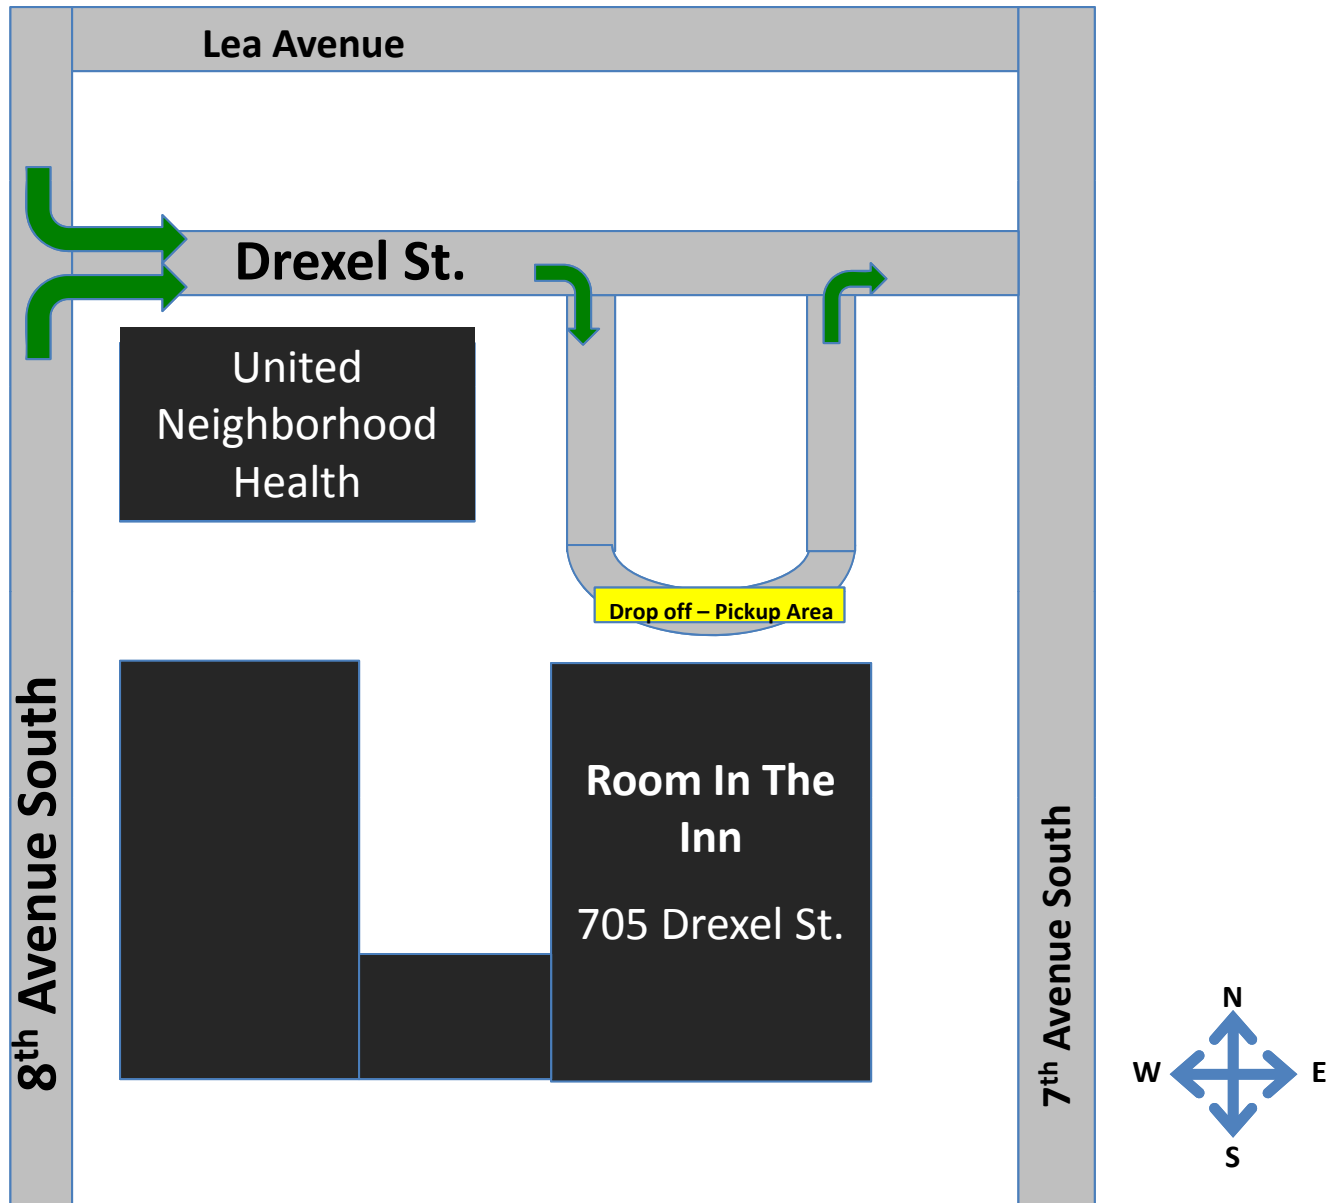 Lea Avenue
Drexel St.
United
Neighborhood
Health
Drop off – Pickup Area
Room In The
Inn
705 Drexel St.
8th Avenue South
7th Avenue South
N
W
E
S